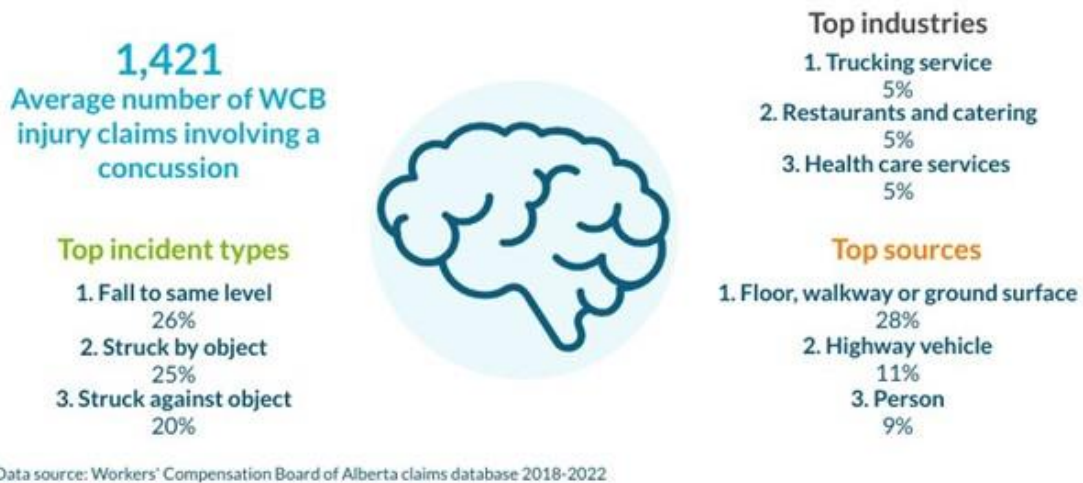 1,421
Average number of WCB
injury claims involving a
concussion
Top incident types
1. Fall to same level
26%
2. Struck by object
25%
3. Struck against object
20%
Top industries
1. Trucking service
5%
2. Restaurants and catering
5%
3. Health care services
5%
Top sources
1. Floor, walkway or ground surface
28%
2. Highway vehicle
11%
3. Person
9%
Data source: Workers' Compensation Board of Alberta claims database 2018-2022